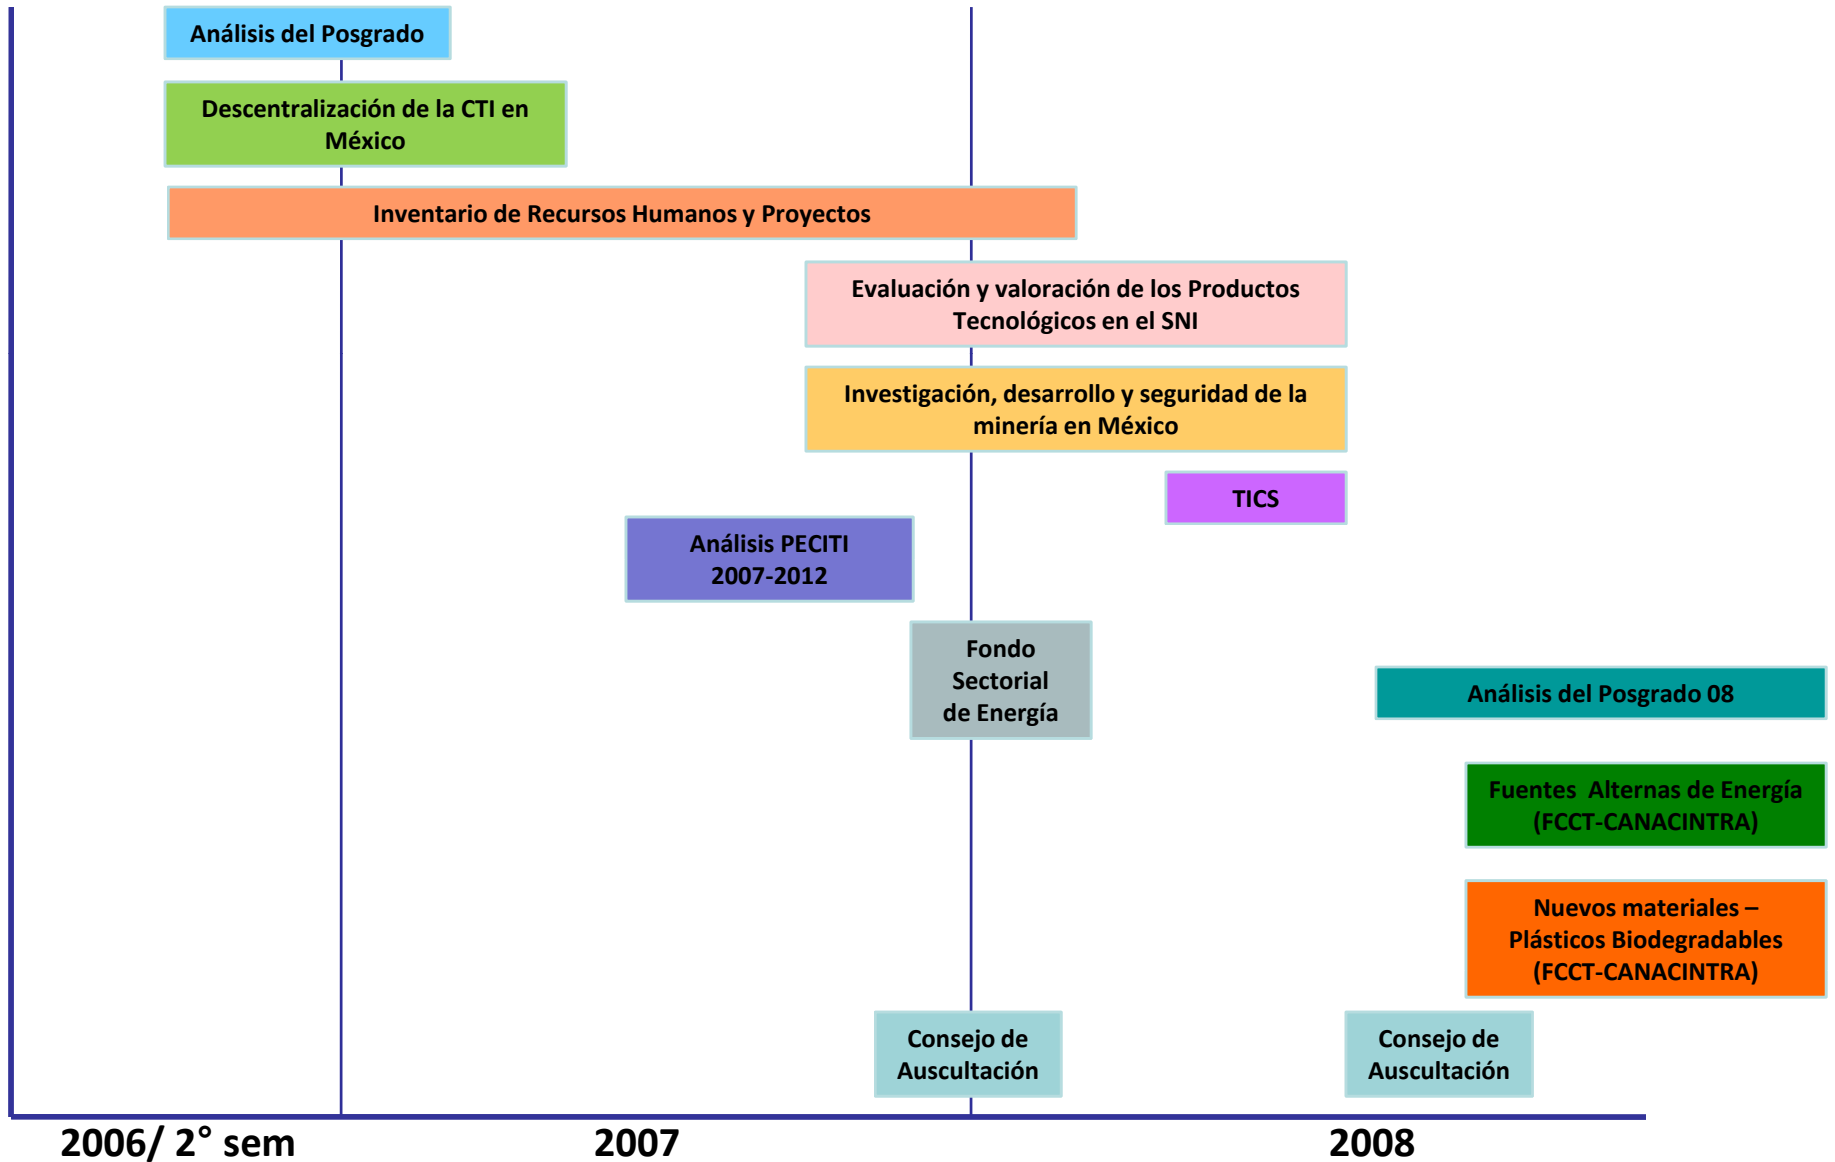 Análisis del Posgrado
Descentralización de la CTI en
México
Inventario de Recursos Humanos y Proyectos
Evaluación y valoración de los Productos
Tecnológicos en el SNI
Investigación, desarrollo y seguridad de la
minería en México
TICS
Análisis PECITI
2007-2012
Fondo
Sectorial
de Energía
Análisis del Posgrado 08
Fuentes Alternas de Energía
(FCCT-CANACINTRA)
Nuevos materiales –
Plásticos Biodegradables
(FCCT-CANACINTRA)
Consejo de
Auscultación
Consejo de
Auscultación
2006/ 2° sem
2007
2008